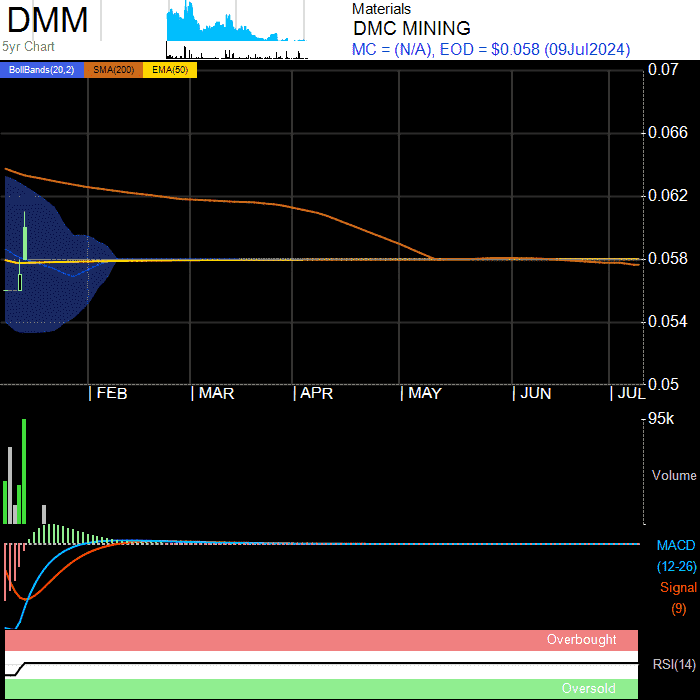 DMM
5yr Chart
Materials
DMC MINING
MC = (N/A), EOD = $0.058 (09Jul2024)
BollBands(20,2) SMA(200) EMA(50)
0.07
0.066
0.062
0.058
0.054
0.05
| FEB | MAR | APR | MAY | JUN | JUL
95k
Volume
MACD
(12-26)
Signal
(9)
Overbought
RSI(14)
Oversold